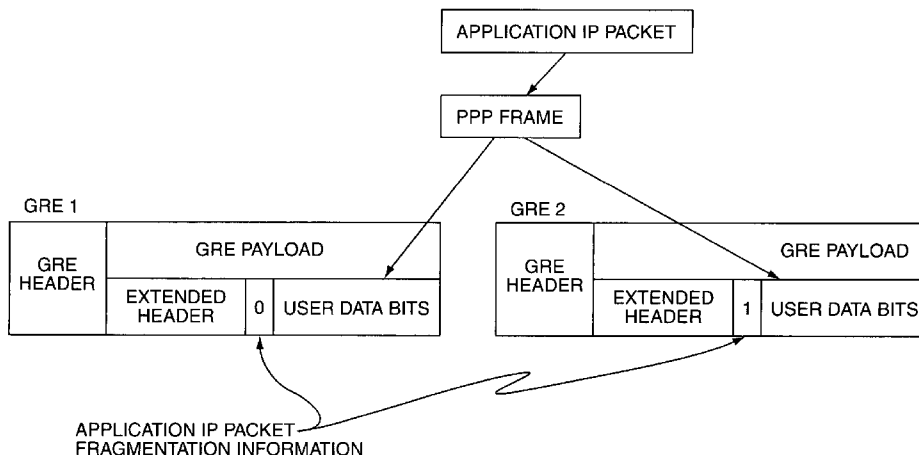 APPLICATION IP PACKET
PPP FRAME
GRE 1
GRE HEADER
GRE PAYLOAD
EXTENDED HEADER
0
USER DATA BITS
GRE 2
GRE HEADER
GRE PAYLOAD
EXTENDED HEADER
1
USER DATA BITS
APPLICATION IP PACKET
FRAGMENTATION INFORMATION